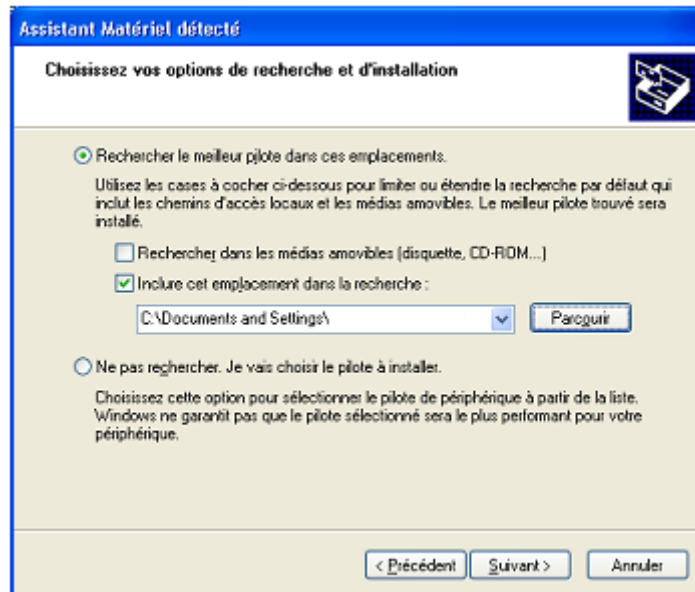 Assistant Matériel détecté
Choisissez vos options de recherche et d'installation
Rechercher le meilleur pilote dans ces emplacements.
Utilisez les cases à cocher ci-dessous pour limiter ou étendre la recherche par défaut qui
inclut les chemins d'accès locaux et les médias amovibles. Le meilleur pilote trouvé sera
installé.
Rechercher dans les médias amovibles (disquette, CD-ROM...)
Inclure cet emplacement dans la recherche :
C:\Documents and Settings\
Parcourir
Ne pas rechercher. Je vais choisir le pilote à installer.
Choisissez cette option pour sélectionner le pilote de périphérique à partir de la liste.
Windows ne garantit pas que le pilote sélectionné sera le plus performant pour votre
périphérique.
< Précédent Suivant > Annuler